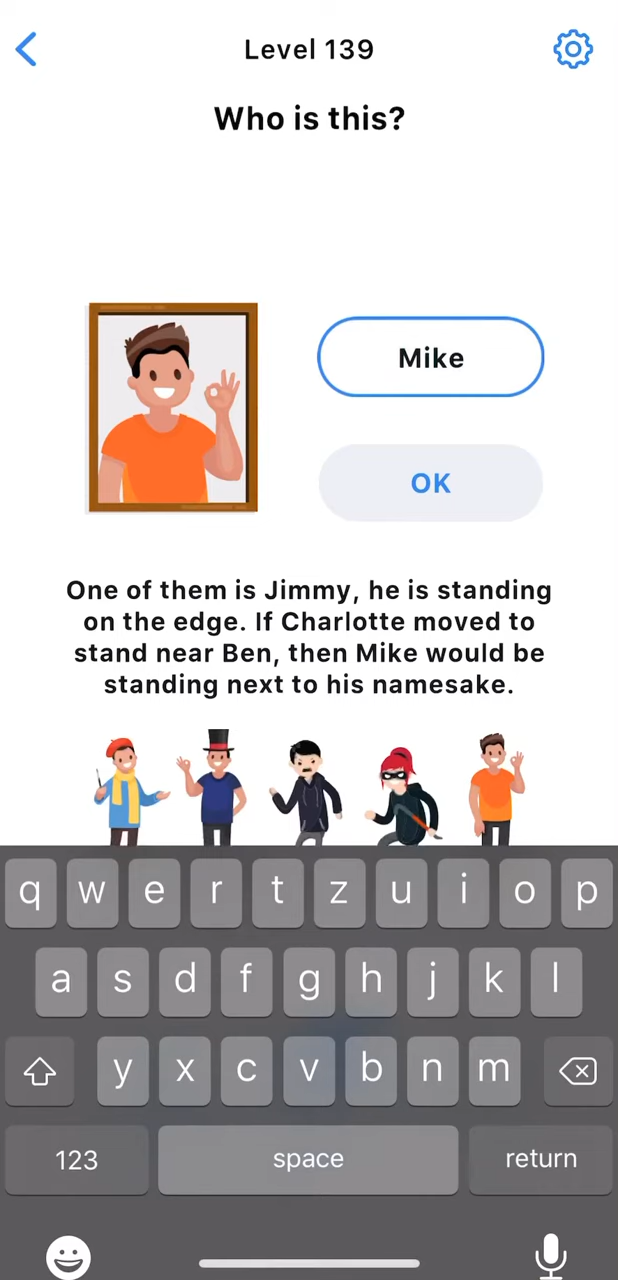 Level 139
Who is this?
Mike
OK
One of them is Jimmy, he is standing
on the edge. If Charlotte moved to
stand near Ben, then Mike would be
standing next to his namesake.
q w e r t z u i o p
a s d f g h j k l
y x c v b n m
123 space return